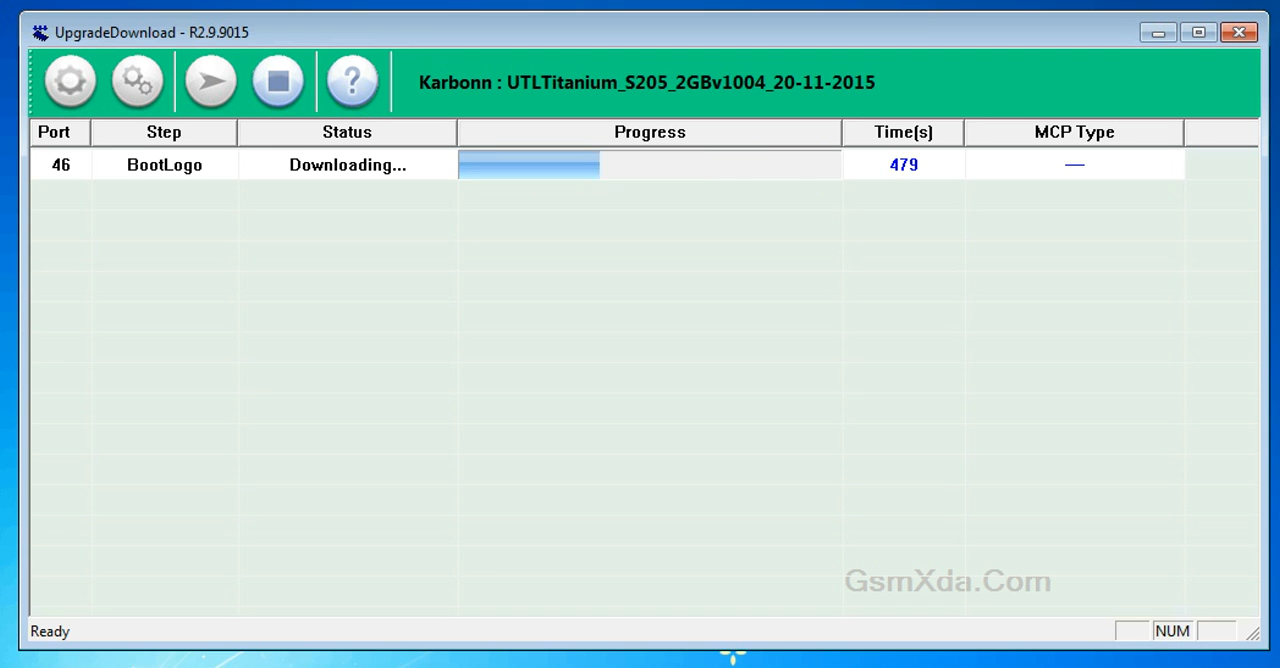 UpgradeDownload - R2.9.9015
?
Karbonn : UTLTitanium_S205_2GBv1004_20-11-2015
Port Step Status Progress Time(s) MCP Type
46 BootLogo Downloading... 479 —
GsmXda.Com
Ready NUM